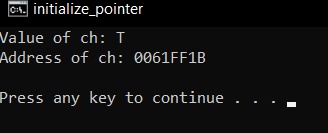 C:\. initialize_pointer
Value of ch: T
Address of ch: 0061FF1B
Press any key to continue . . .